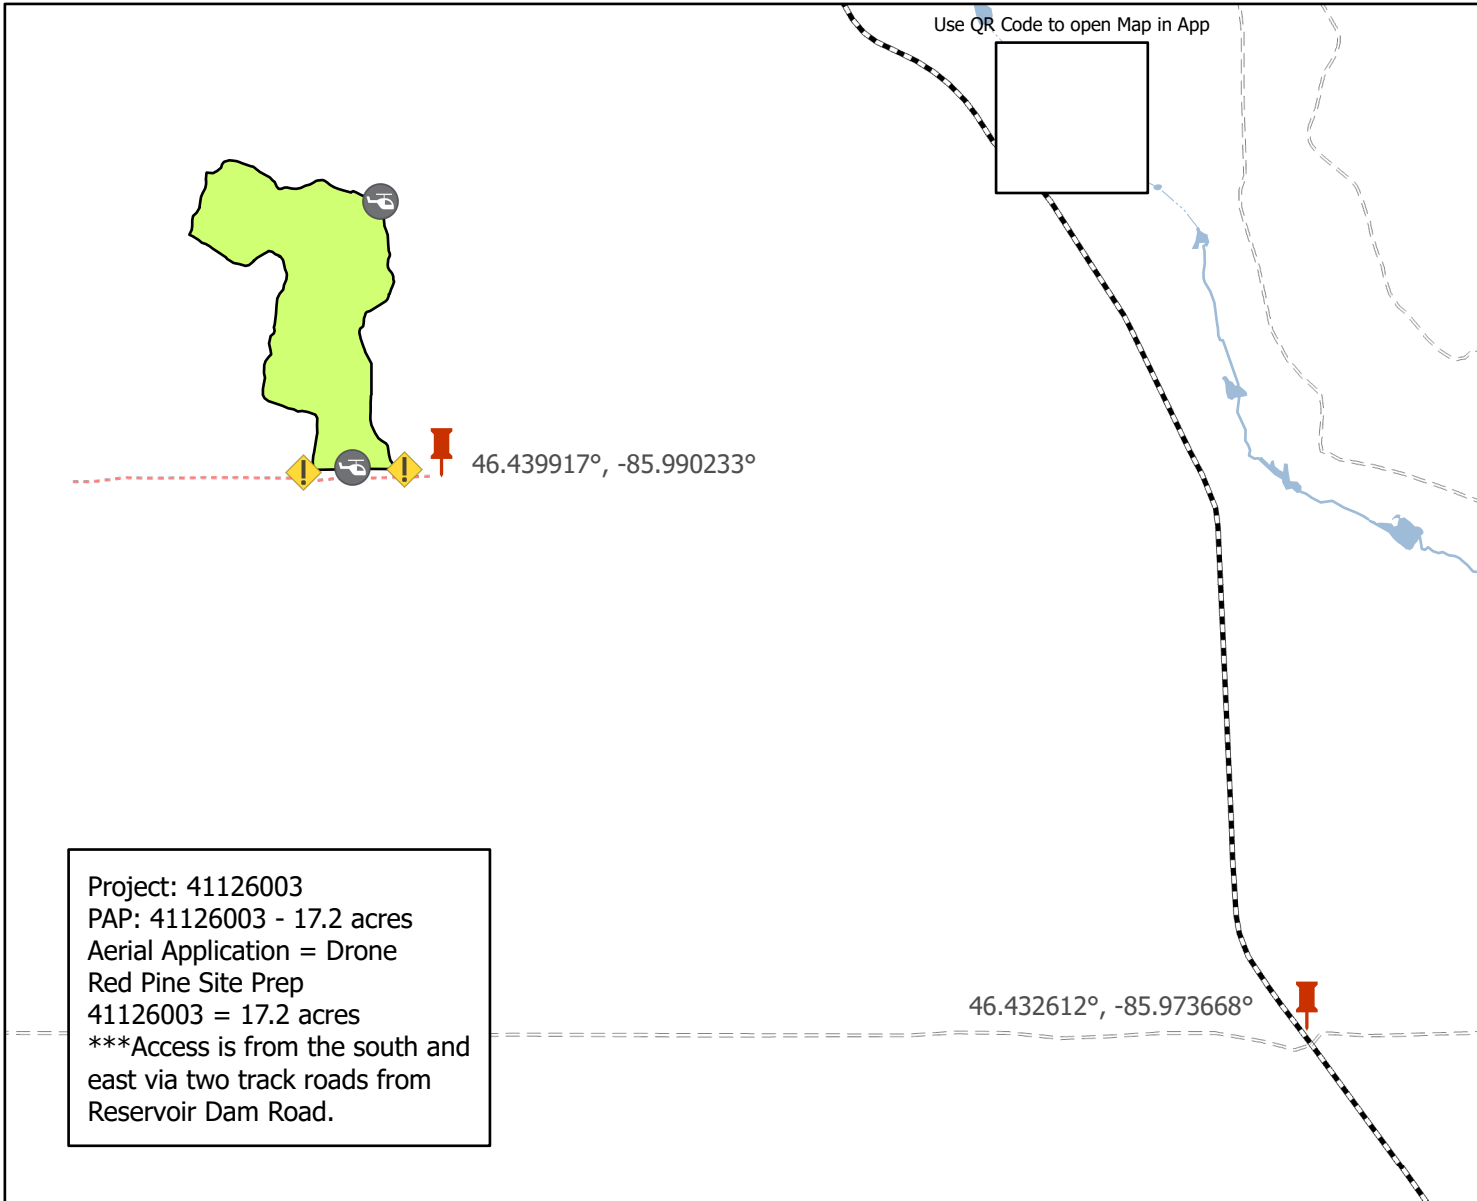 Use QR Code to open Map in App
46.439917°, -85.990233°
Project: 41126003
PAP: 41126003 - 17.2 acres
Aerial Application = Drone
Red Pine Site Prep
41126003 = 17.2 acres
***Access is from the south and
east via two track roads from
Reservoir Dam Road.
46.432612°, -85.973668°